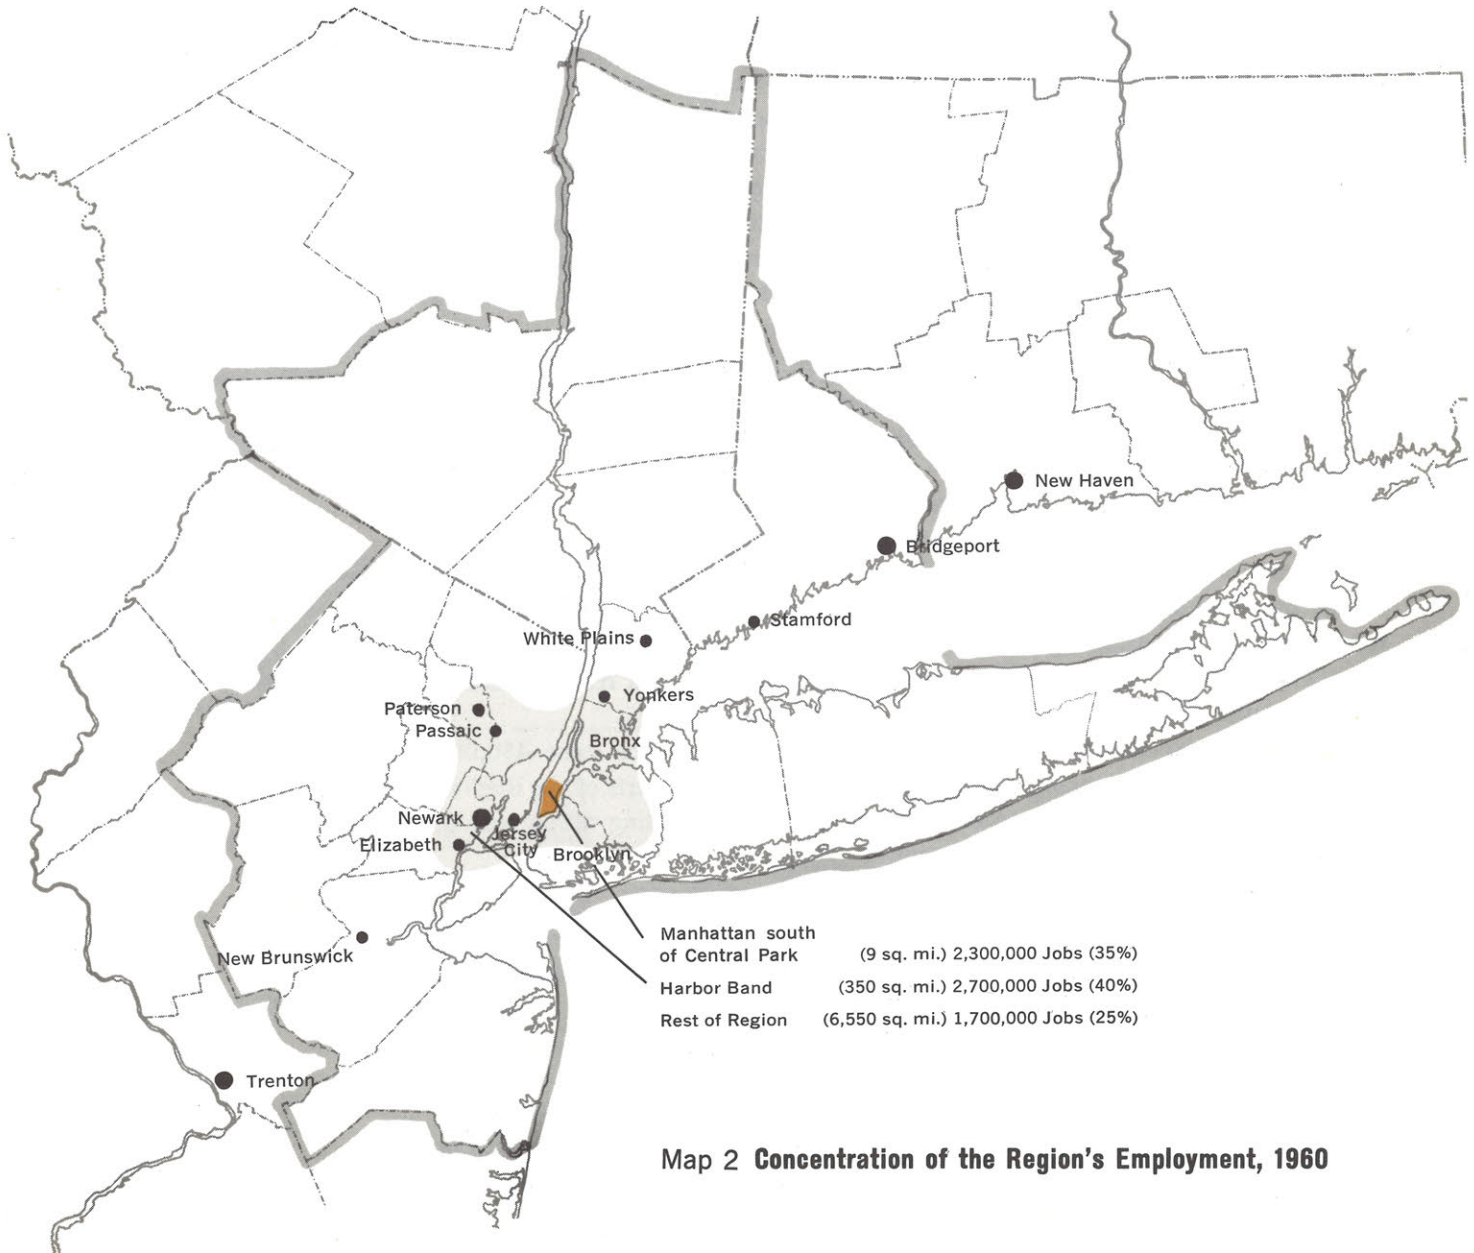 New Haven
Bridgeport
Stamford
White Plains
Yonkers
Paterson
Passaic
Bronx
Newark
Jersey
City
Elizabeth
Brooklyn
Manhattan south
of Central Park (9 sq. mi.) 2,300,000 Jobs (35%)
Harbor Band (350 sq. mi.) 2,700,000 Jobs (40%)
Rest of Region (6,550 sq. mi.) 1,700,000 Jobs (25%)
New Brunswick
Trenton
Map 2 Concentration of the Region's Employment, 1960